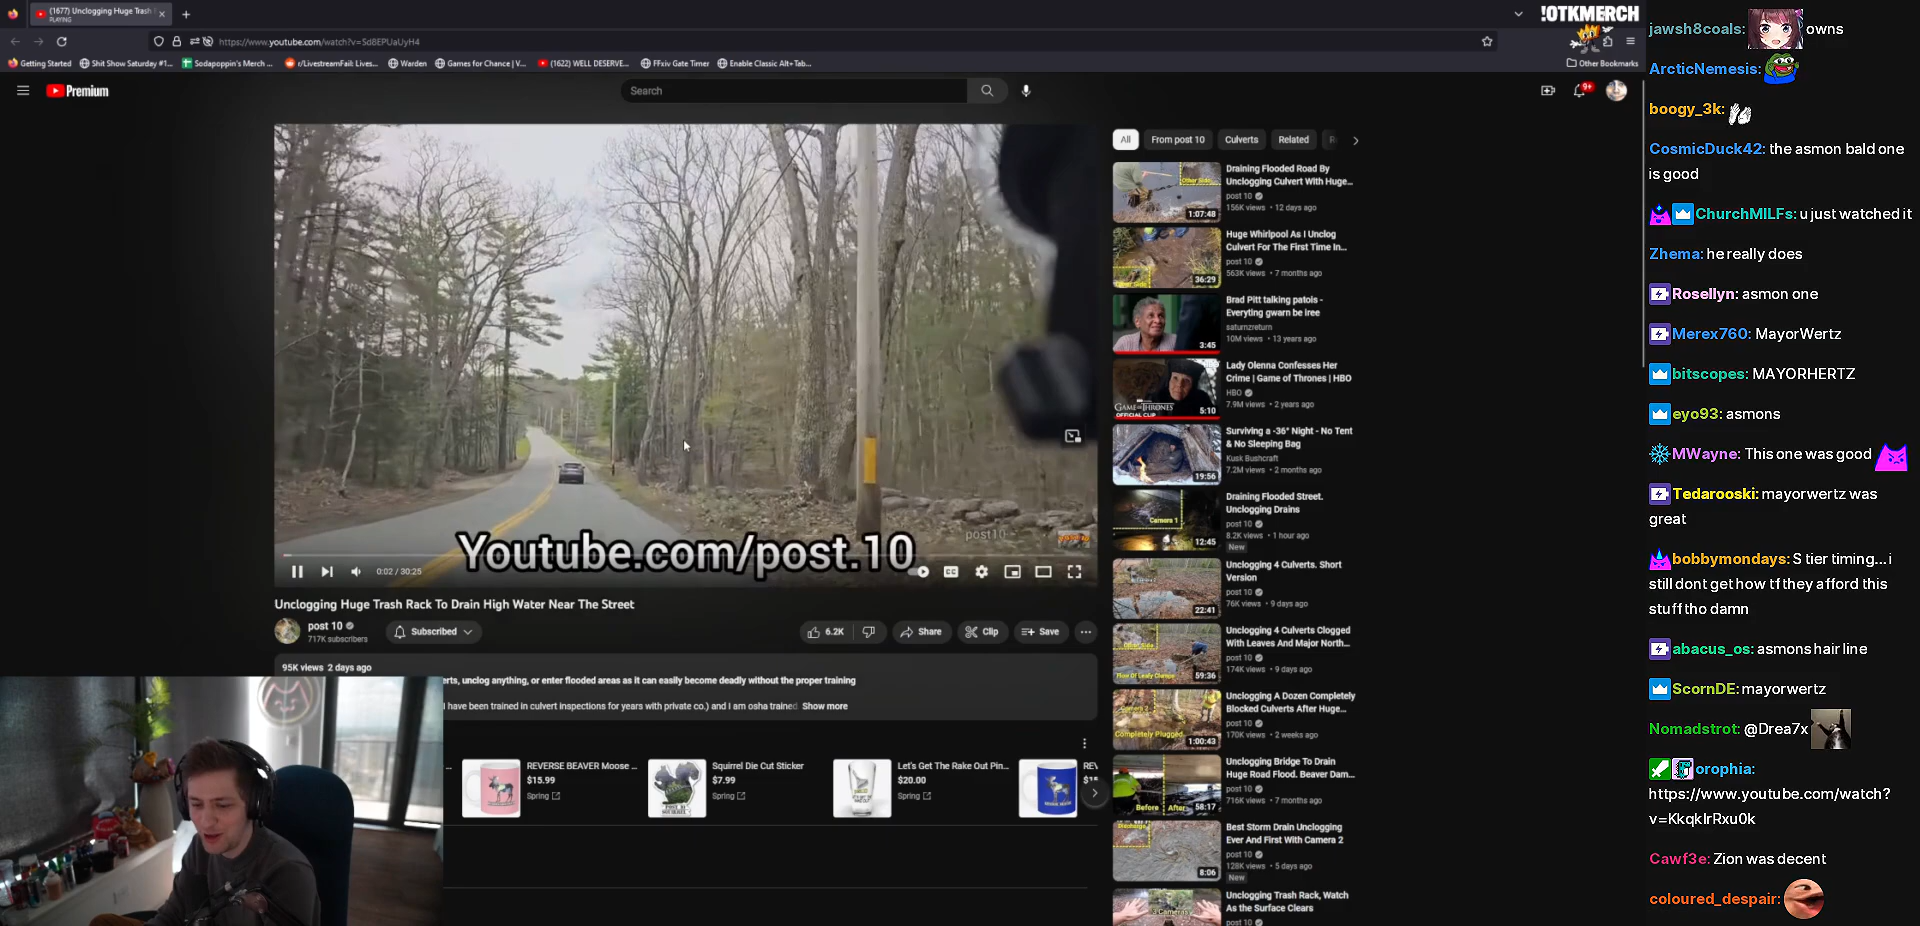 (1677) Unclogging Huge Trash
PLAYING
!OTKMERCH
https://www.youtube.com/watch?v=Sd8EPUaUyH4
Getting Started
Shit Show Saturday #1...
Sodapoppin's Merch ...
r/LivestreamFail: Lives...
Warden
Games for Chance | V...
(1622) WELL DESERVE...
FFxiv Gate Timer
Enable Classic Alt+Tab...
Other Bookmarks
Premium
Search
9+
post10
Youtube.com/post.10
0:02 / 30:25
Unclogging Huge Trash Rack To Drain High Water Near The Street
post 10
717K subscribers
Subscribed
6.2K
Share
Clip
Save
95K views 2 days ago
erts, unclog anything, or enter flooded areas as it can easily become deadly without the proper training
I have been trained in culvert inspections for years with private co.) and I am osha trained. Show more
REVERSE BEAVER Moose ...
$15.99
Spring
Squirrel Die Cut Sticker
$7.99
Spring
Let's Get The Rake Out Pin...
$20.00
Spring
REV
$15
All
From post 10
Culverts
Related
Draining Flooded Road By
Unclogging Culvert With Huge...
post 10
156K views • 12 days ago
1:07:48
Huge Whirlpool As I Unclog
Culvert For The First Time In...
post 10
563K views • 7 months ago
36:29
Brad Pitt talking patois -
Everyting gwarn be iree
saturnzreturn
10M views • 13 years ago
3:45
Lady Olenna Confesses Her
Crime | Game of Thrones | HBO
HBO
7.9M views • 2 years ago
GAME OF THRONES
OFFICIAL CLIP
5:10
Surviving a -36° Night - No Tent
& No Sleeping Bag
Kusk Bushcraft
7.2M views • 2 months ago
19:56
Draining Flooded Street.
Unclogging Drains
post 10
8.2K views • 1 hour ago
New
Camera 1
12:45
Unclogging 4 Culverts. Short
Version
post 10
76K views • 9 days ago
22:41
Unclogging 4 Culverts Clogged
With Leaves And Major North...
post 10
174K views • 9 days ago
59:36
Unclogging A Dozen Completely
Blocked Culverts After Huge...
post 10
170K views • 2 weeks ago
Camera 2
Completely Plugged
1:00:43
Unclogging Bridge To Drain
Huge Road Flood. Beaver Dam...
post 10
716K views • 7 months ago
Before
After
58:17
Best Storm Drain Unclogging
Ever And First With Camera 2
post 10
128K views • 5 days ago
New
8:06
Unclogging Trash Rack, Watch
As the Surface Clears
post 10
3 Cameras
jawsh8coals: owns
ArcticNemesis:
boogy_3k:
CosmicDuck42: the asmon bald one
is good
ChurchMILFs: u just watched it
Zhema: he really does
Rosellyn: asmon one
Merex760: MayorWertz
bitscopes: MAYORHERTZ
eyo93: asmons
MWayne: This one was good
Tedarooski: mayorwertz was
great
bobbymondays: S tier timing... i
still dont get how tf they afford this
stuff tho damn
abacus_os: asmons hair line
ScornDE: mayorwertz
Nomadstrot: @Drea7x
orophia:
https://www.youtube.com/watch?
v=KkqkIrRxu0k
Cawf3e: Zion was decent
coloured_despair: